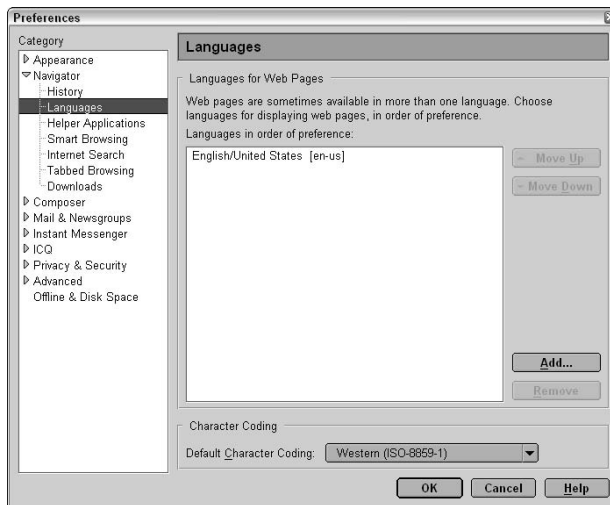 Preferences
Category
Appearance
Navigator
History
Languages
Helper Applications
Smart Browsing
Internet Search
Tabbed Browsing
Downloads
Composer
Mail & Newsgroups
Instant Messenger
ICQ
Privacy & Security
Advanced
Offline & Disk Space
Languages
Languages for Web Pages
Web pages are sometimes available in more than one language. Choose
languages for displaying web pages, in order of preference.
Languages in order of preference:
English/United States [en-us]
Move Up
Move Down
Add...
Remove
Character Coding
Default Character Coding:
Western (ISO-8859-1)
OK
Cancel
Help